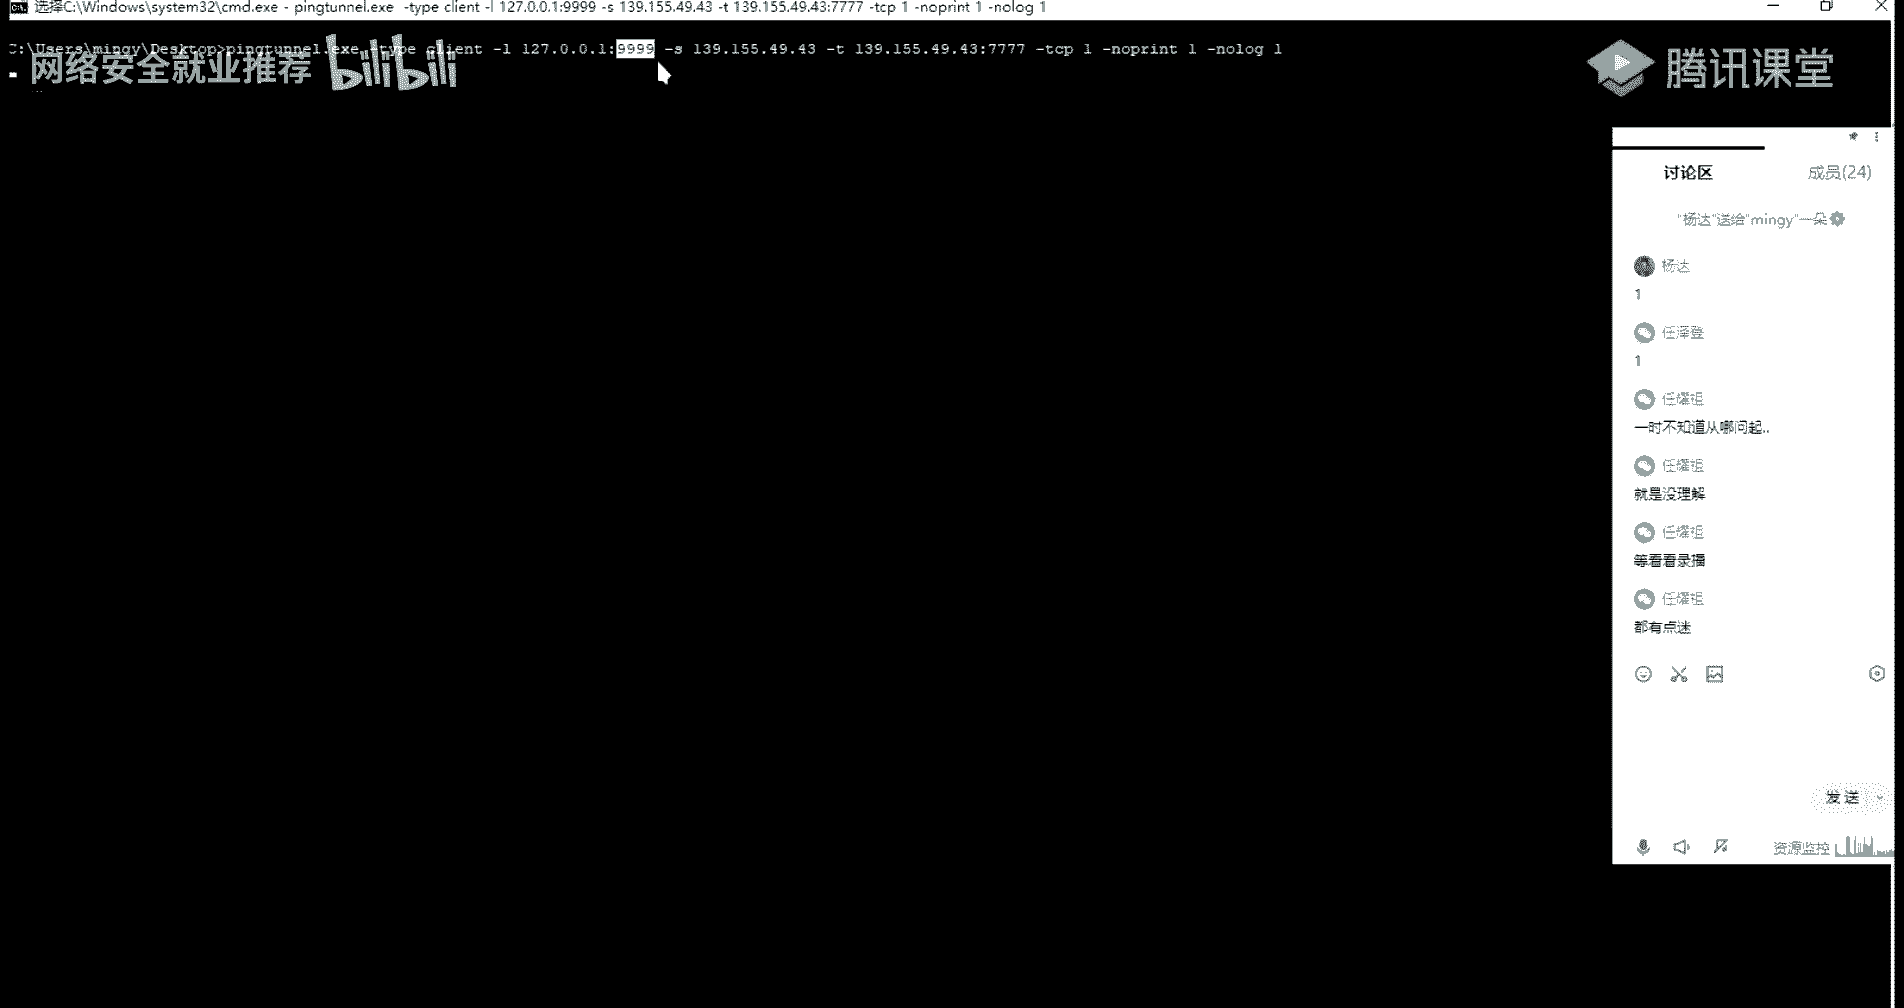 选择C:\Windows\system32\cmd.exe - pingtunnel.exe  -type client -l 127.0.0.1:9999 -s 139.155.49.43 -t 139.155.49.43:7777 -tcp 1 -noprint 1 -nolog 1
C:\Users\mingy\Desktop>pingtunnel.exe -type client -l 127.0.0.1:9999 -s 139.155.49.43 -t 139.155.49.43:7777 -tcp 1 -noprint 1 -nolog 1
网络安全就业推荐 bilibili
腾讯课堂
讨论区 成员(24)
"杨达"送给"mingy"一朵
杨达
1
任泽登
1
任耀祖
一时不知道从哪问起..
任耀祖
就是没理解
任耀祖
等看看录播
任耀祖
都有点迷
发送
资源监控